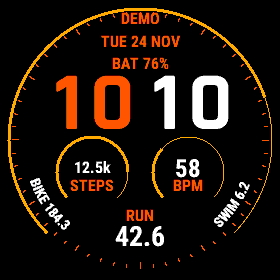 DEMO
TUE 24 NOV
BAT 76%
10 10
12.5k
STEPS
58
BPM
BIKE 184.3
RUN
42.6
SWIM 6.2